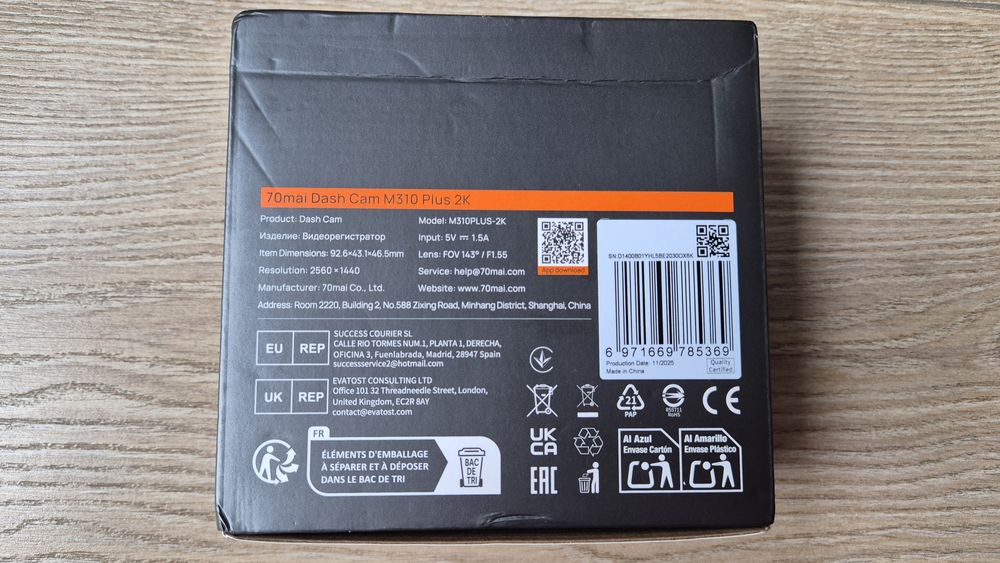 70mai Dash Cam M310 Plus 2K
Product: Dash Cam
Изделие: Видеорегистратор
Item Dimensions: 92.6×43.1×46.5mm
Resolution: 2560 ×1440
Manufacturer: 70mai Co., Ltd.
Model: M310PLUS-2K
Input: 5V ⎓ 1.5A
Lens: FOV 143° / F1.55
Service: help@70mai.com
Website: www.70mai.com
Address: Room 2220, Building 2, No.588 Zixing Road, Minhang District, Shanghai, China
App download
SN:D1400B01YHL5BE2030OX8K
6 971669 785369
Production Date: 11/2025
Made in China
Quality
Certified
EU REP
SUCCESS COURIER SL
CALLE RIO TORMES NUM.1, PLANTA 1, DERECHA,
OFICINA 3, Fuenlabrada, Madrid, 28947 Spain
successservice2@hotmail.com
UK REP
EVATOST CONSULTING LTD
Office 101 32 Threadneedle Street, London,
United Kingdom, EC2R 8AY
contact@evatost.com
21
PAP
RoHS
CE
FR
ÉLÉMENTS D'EMBALLAGE
À SÉPARER ET À DÉPOSER
DANS LE BAC DE TRI
BAC
DE
TRI
UK
CA
EAC
Al Azul
Envase Cartón
Al Amarillo
Envase Plástico